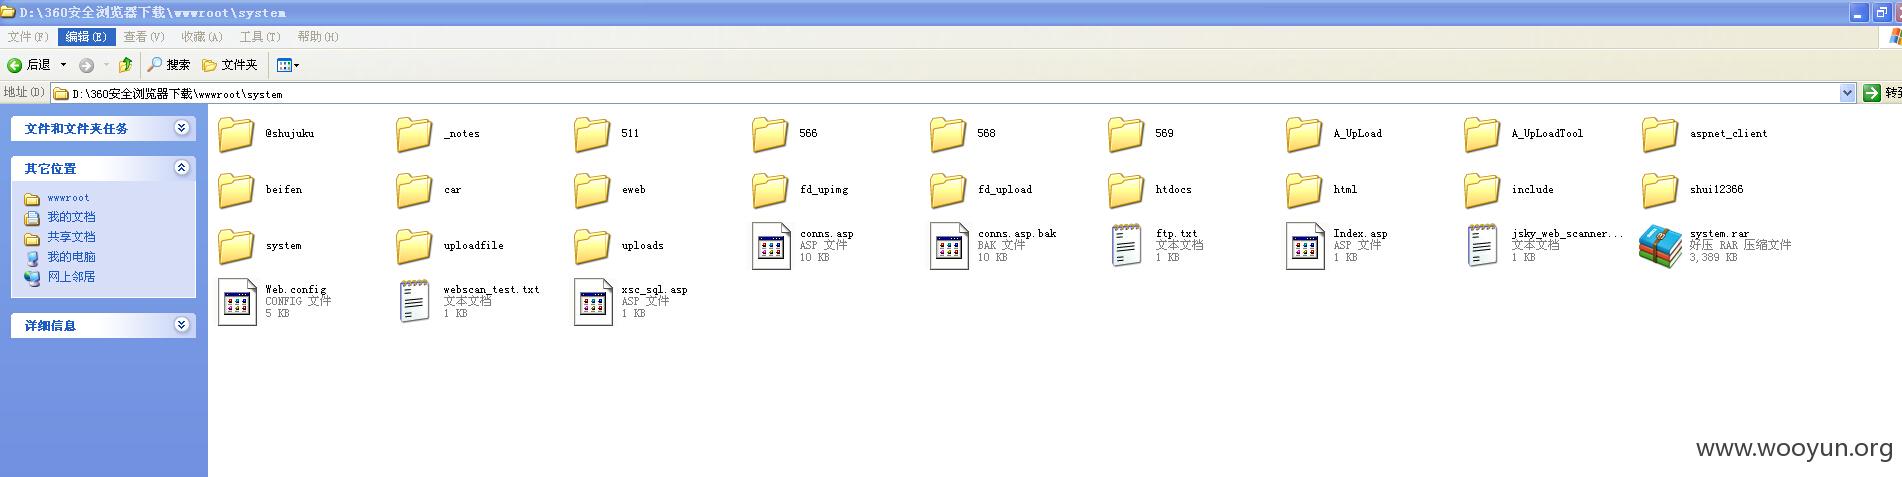 D:\360安全浏览器下载\wwwroot\system
文件(F) 编辑(E) 查看(V) 收藏(A) 工具(T) 帮助(H)
后退 搜索 文件夹
地址(D) D:\360安全浏览器下载\wwwroot\system 转到
文件和文件夹任务
其它位置
wwwroot
我的文档
共享文档
我的电脑
网上邻居
详细信息
@shujuku _notes 511 566 568 569 A_UpLoad A_UpLoadTool aspnet_client
beifen car eweb fd_upimg fd_upload htdocs html include shui12366
system uploadfile uploads
conns.asp
ASP 文件
10 KB
conns.asp.bak
BAK 文件
10 KB
ftp.txt
文本文档
1 KB
Index.asp
ASP 文件
1 KB
jsky_web_scanner...
文本文档
1 KB
system.rar
好压 RAR 压缩文件
3,389 KB
Web.config
CONFIG 文件
5 KB
webscan_test.txt
文本文档
1 KB
xsc_sql.asp
ASP 文件
1 KB
www.wooyun.org